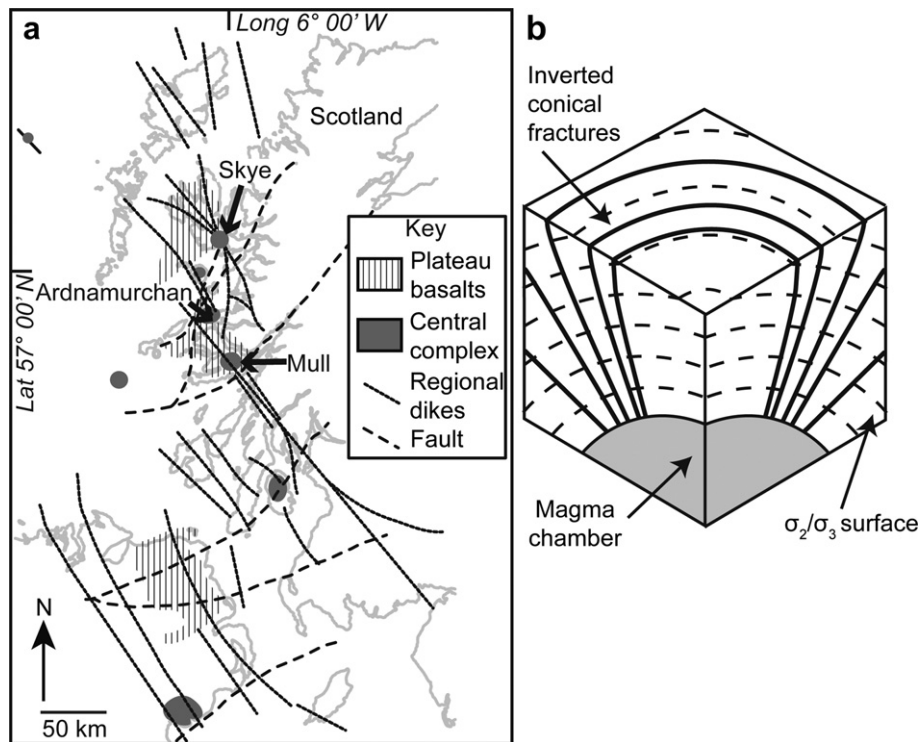 a
Long 6° 00' W
Scotland
Skye
Ardnamurchan
Mull
Lat 57° 00' N
Key
Plateau
basalts
Central
complex
Regional
dikes
Fault
N
50 km
b
Inverted
conical
fractures
Magma
chamber
σ₂/σ₃ surface